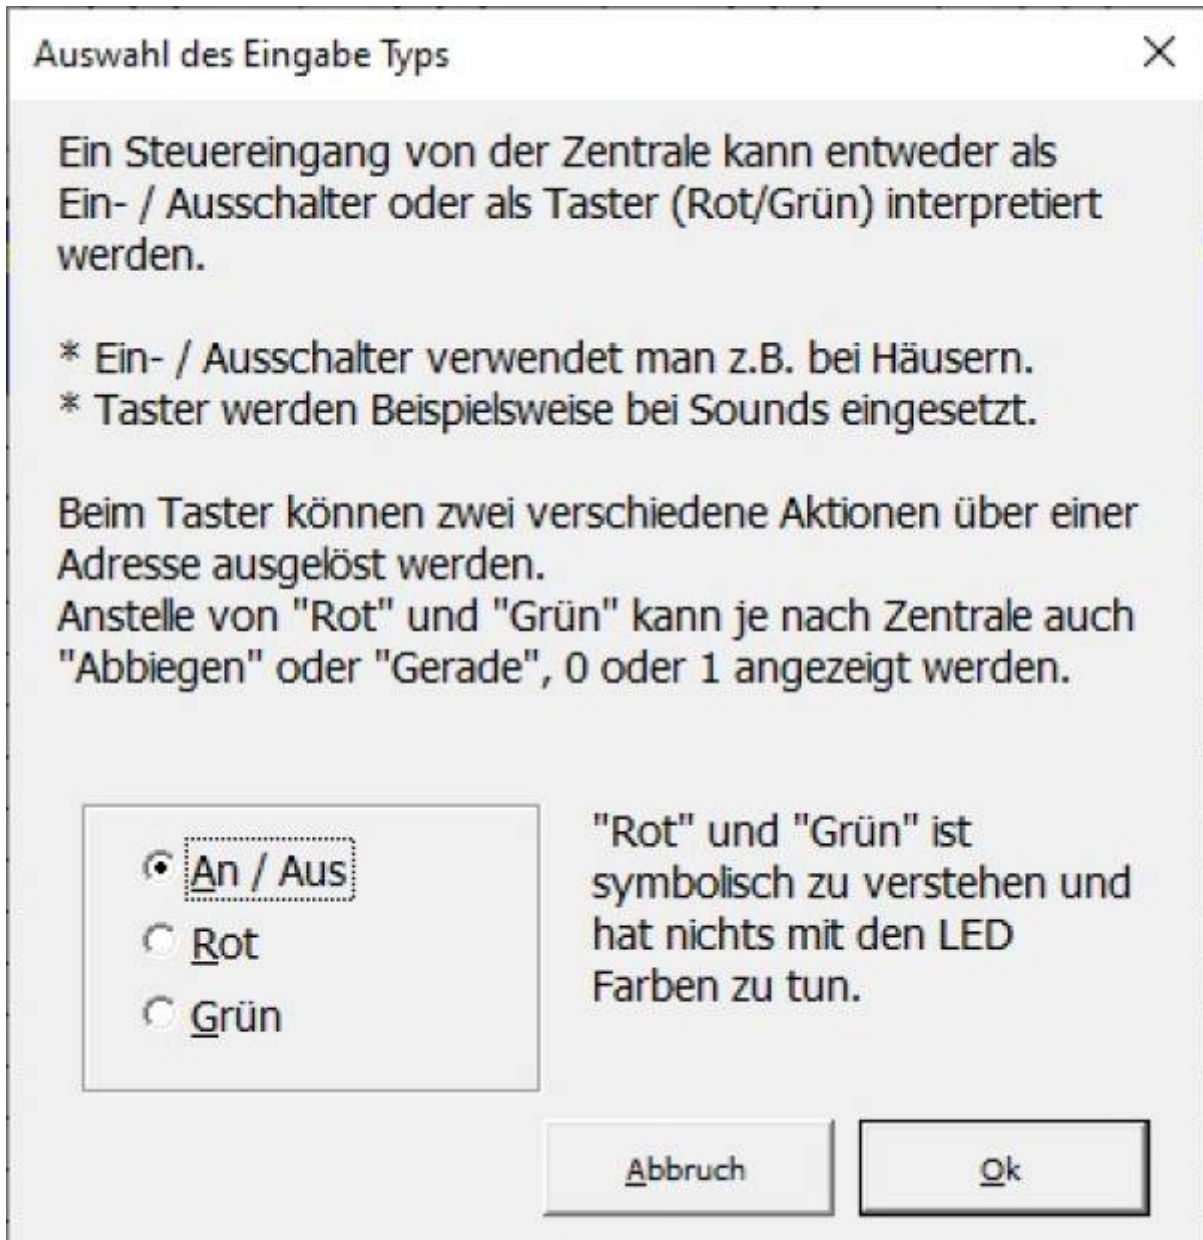 Auswahl des Eingabe Typs
Ein Steuereingang von der Zentrale kann entweder als
Ein- / Ausschalter oder als Taster (Rot/Grün) interpretiert
werden.
* Ein- / Ausschalter verwendet man z.B. bei Häusern.
* Taster werden Beispielsweise bei Sounds eingesetzt.
Beim Taster können zwei verschiedene Aktionen über einer
Adresse ausgelöst werden.
Anstelle von "Rot" und "Grün" kann je nach Zentrale auch
"Abbiegen" oder "Gerade", 0 oder 1 angezeigt werden.
An / Aus
Rot
Grün
"Rot" und "Grün" ist
symbolisch zu verstehen und
hat nichts mit den LED
Farben zu tun.
Abbruch
Ok